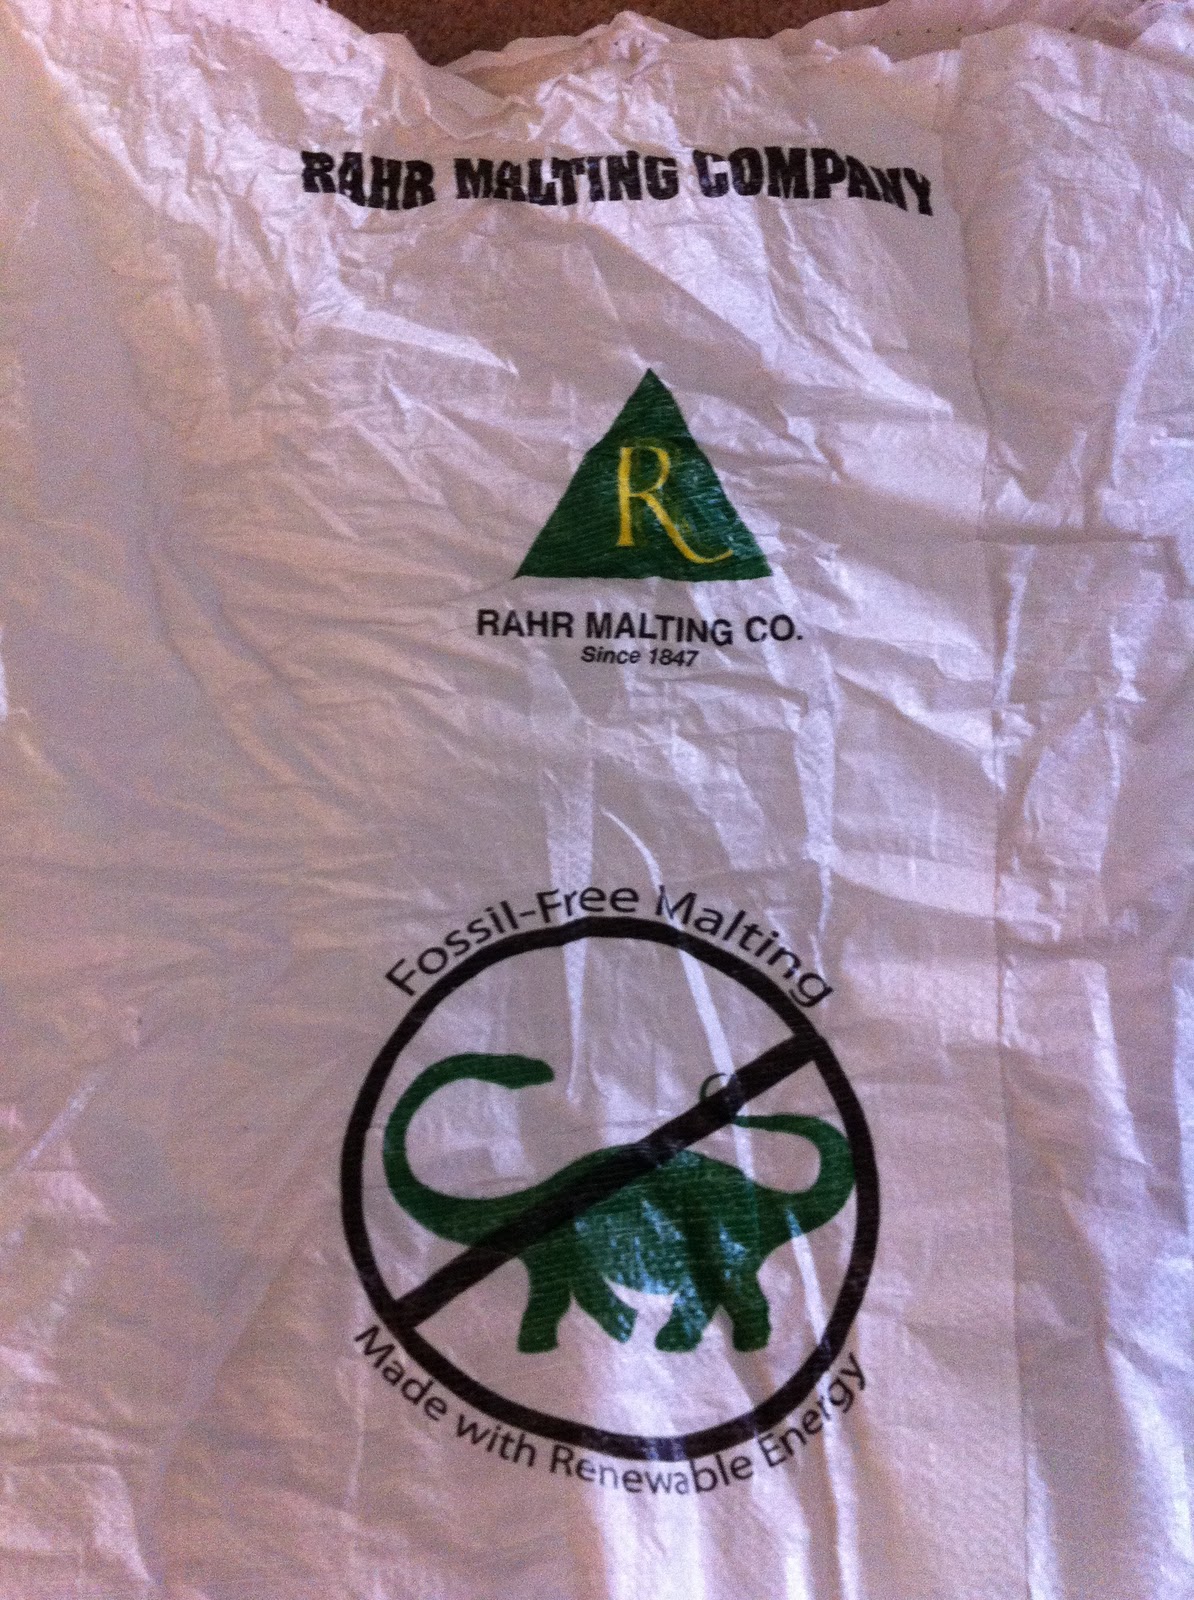 RAHR MALTING COMPANY
R
RAHR MALTING CO.
Since 1847
Fossil-Free Malting
Made with Renewable Energy